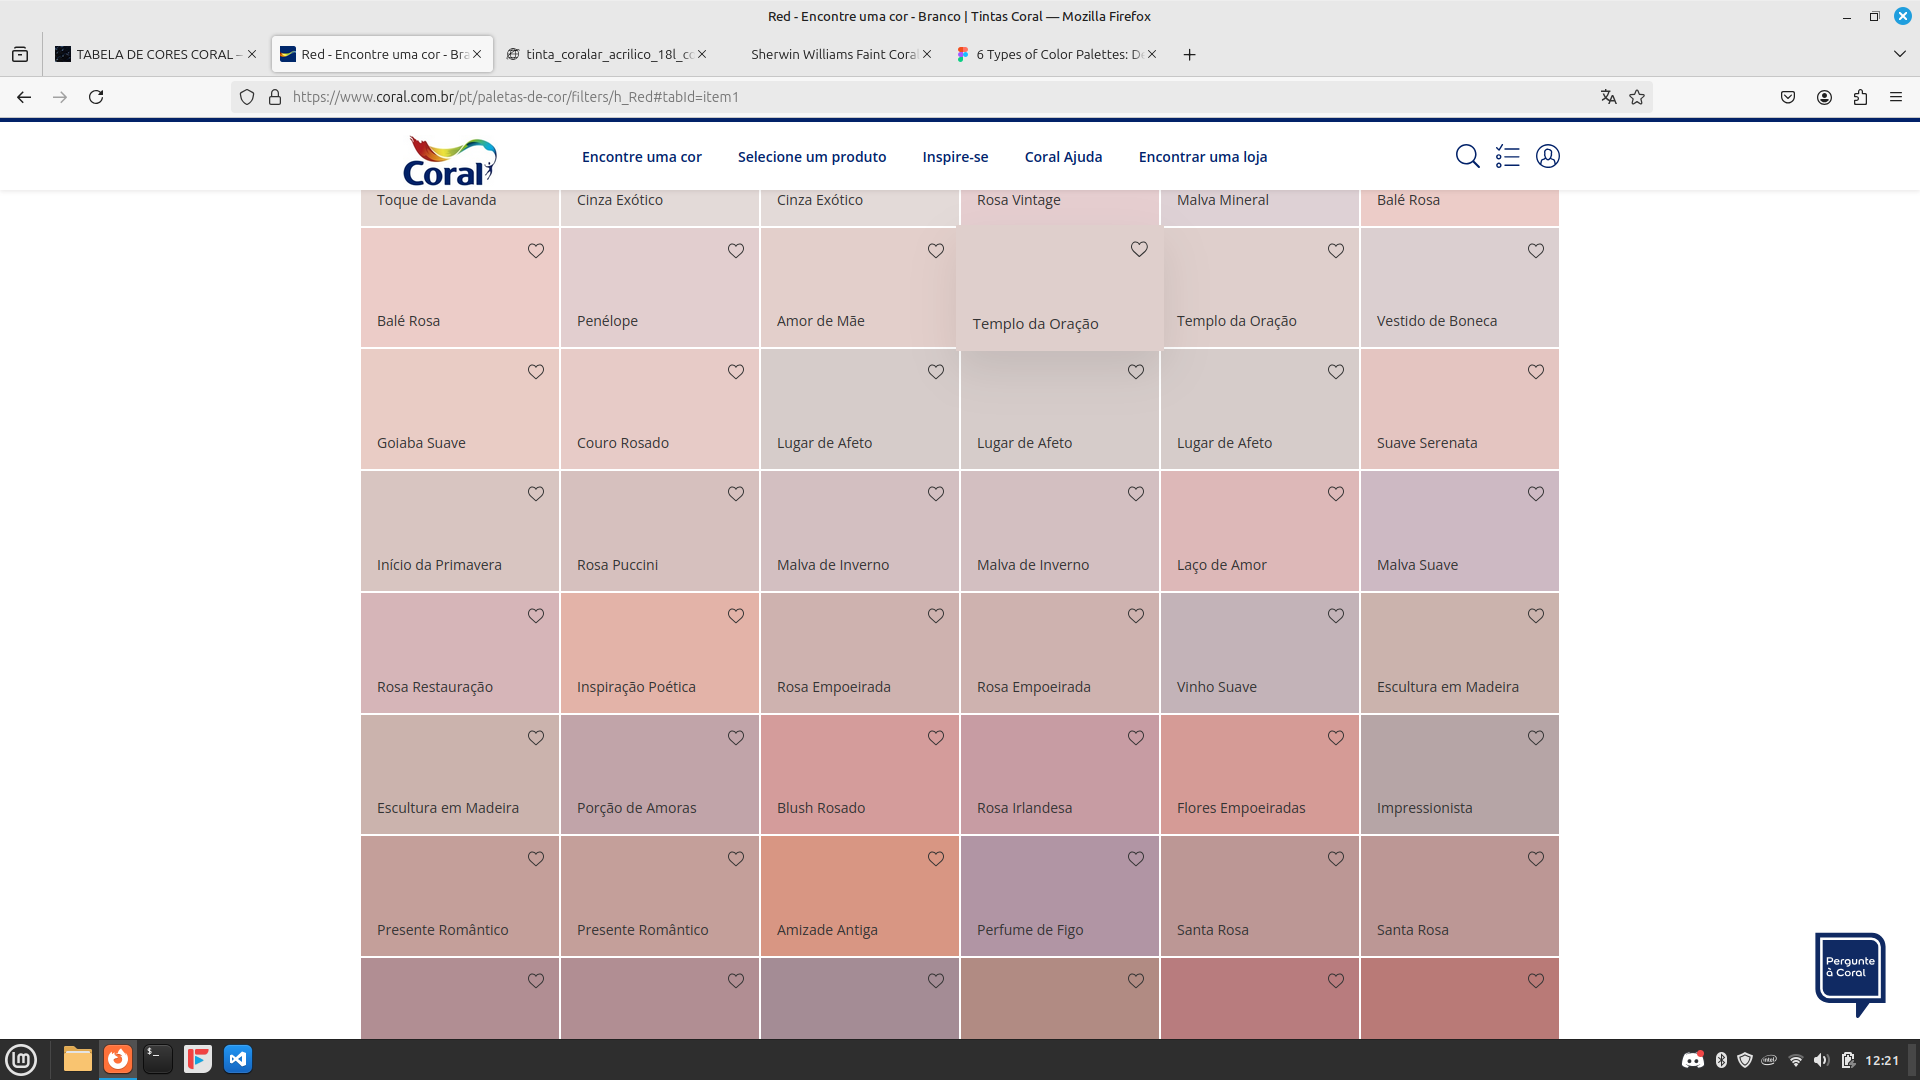 Red - Encontre uma cor - Branco | Tintas Coral — Mozilla Firefox
TABELA DE CORES CORAL –
Red - Encontre uma cor - Bra
tinta_coralar_acrilico_18l_co
Sherwin Williams Faint Coral
6 Types of Color Palettes: De
https://www.coral.com.br/pt/paletas-de-cor/filters/h_Red#tabId=item1
Coral
Encontre uma cor
Selecione um produto
Inspire-se
Coral Ajuda
Encontrar uma loja
Toque de Lavanda
Cinza Exótico
Cinza Exótico
Rosa Vintage
Malva Mineral
Balé Rosa
Balé Rosa
Penélope
Amor de Mãe
Templo da Oração
Templo da Oração
Vestido de Boneca
Goiaba Suave
Couro Rosado
Lugar de Afeto
Lugar de Afeto
Lugar de Afeto
Suave Serenata
Início da Primavera
Rosa Puccini
Malva de Inverno
Malva de Inverno
Laço de Amor
Malva Suave
Rosa Restauração
Inspiração Poética
Rosa Empoeirada
Rosa Empoeirada
Vinho Suave
Escultura em Madeira
Escultura em Madeira
Porção de Amoras
Blush Rosado
Rosa Irlandesa
Flores Empoeiradas
Impressionista
Presente Romântico
Presente Romântico
Amizade Antiga
Perfume de Figo
Santa Rosa
Santa Rosa
Pergunte
à Coral
12:21